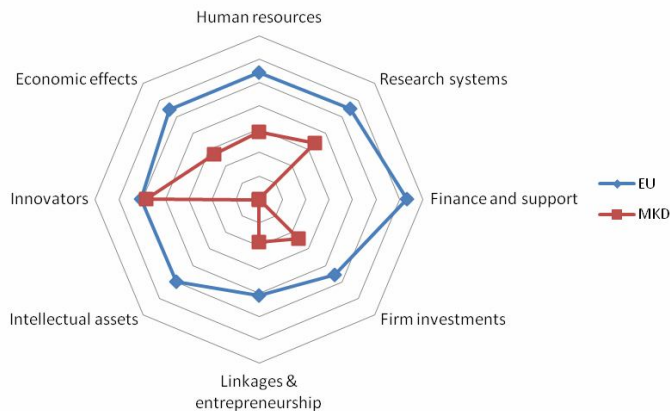 Human resources
Economic effects
Research systems
Innovators
Finance and support
EU
MKD
Intellectual assets
Firm investments
Linkages &
entrepreneurship